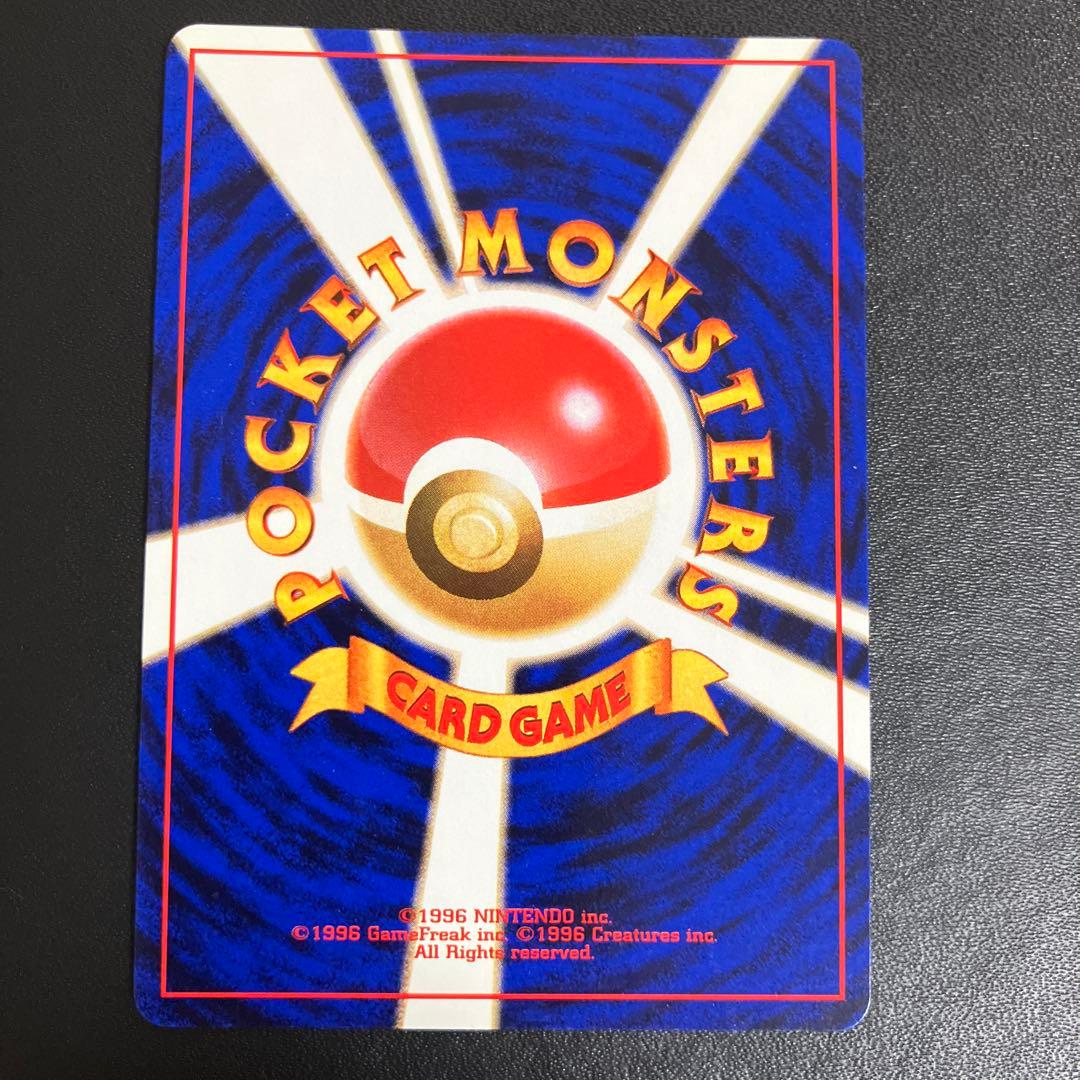 POCKET MONSTERS
CARD GAME
©1996 NINTENDO inc.
©1996 GameFreak inc. ©1996 Creatures inc.
All Rights reserved.